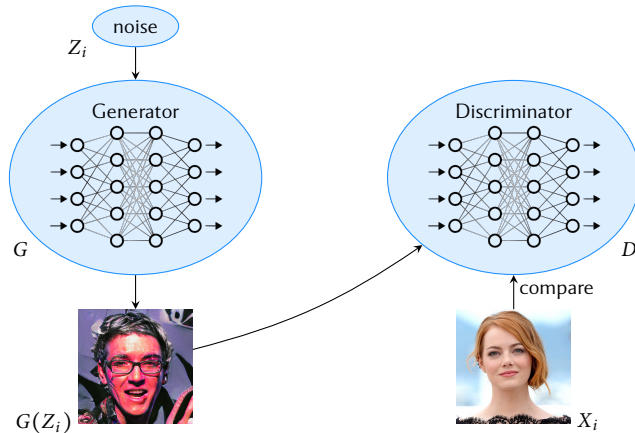 noise
Z_i
Generator
Discriminator
G
D
compare
G(Z_i)
X_i